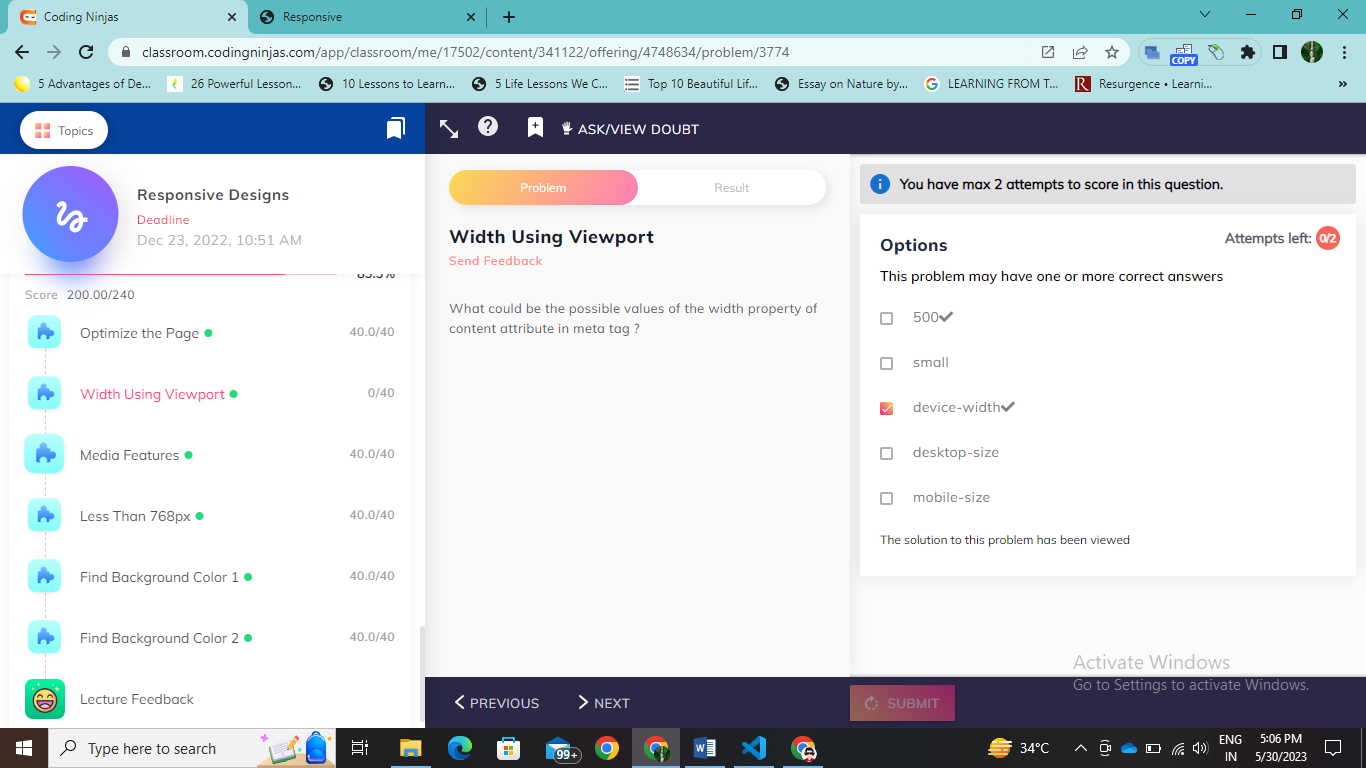 Coding Ninjas
Responsive
classroom.codingninjas.com/app/classroom/me/17502/content/341122/offering/4748634/problem/3774
COPY
5 Advantages of De...
26 Powerful Lesson...
10 Lessons to Learn...
5 Life Lessons We C...
Top 10 Beautiful Lif...
Essay on Nature by...
LEARNING FROM T...
Resurgence • Learni...
Topics
ASK/VIEW DOUBT
Responsive Designs
Deadline
Dec 23, 2022, 10:51 AM
83.3%
Score 200.00/240
Optimize the Page 40.0/40
Width Using Viewport 0/40
Media Features 40.0/40
Less Than 768px 40.0/40
Find Background Color 1 40.0/40
Find Background Color 2 40.0/40
Lecture Feedback
Problem
Result
Width Using Viewport
Send Feedback
What could be the possible values of the width property of
content attribute in meta tag ?
You have max 2 attempts to score in this question.
Options
Attempts left: 0/2
This problem may have one or more correct answers
500
small
device-width
desktop-size
mobile-size
The solution to this problem has been viewed
Activate Windows
Go to Settings to activate Windows.
PREVIOUS
NEXT
SUBMIT
Type here to search
99+
34°C
ENG
IN
5:06 PM
5/30/2023